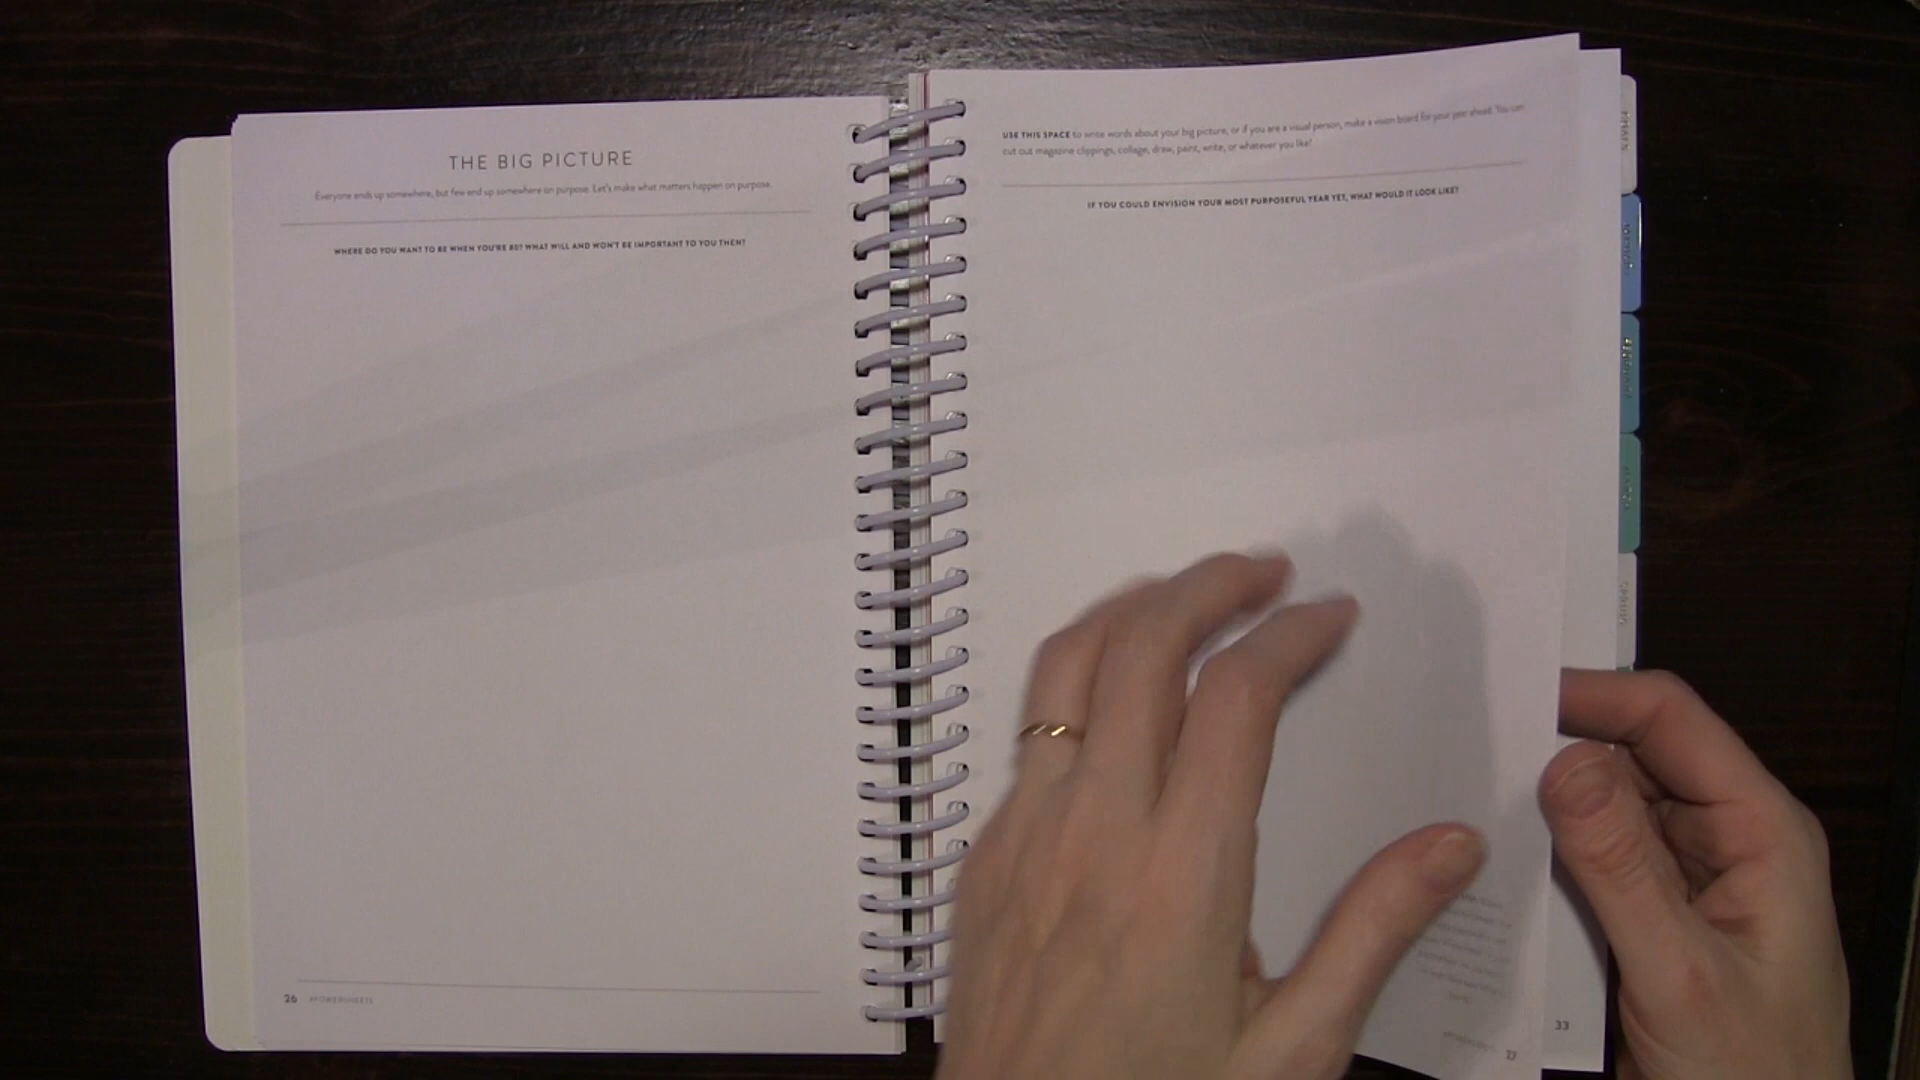 THE BIG PICTURE
Everyone ends up somewhere, but few end up somewhere on purpose. Let's make what matters happen on purpose.
WHERE DO YOU WANT TO BE WHEN YOU'RE 80? WHAT WILL AND WON'T BE IMPORTANT TO YOU THEN?
26 #POWERSHEETS
USE THIS SPACE to write words about your big picture, or if you are a visual person, make a vision board for your year ahead. You can
cut out magazine clippings, collage, draw, paint, write, or whatever you like!
IF YOU COULD ENVISION YOUR MOST PURPOSEFUL YEAR YET, WHAT WOULD IT LOOK LIKE?
27
33